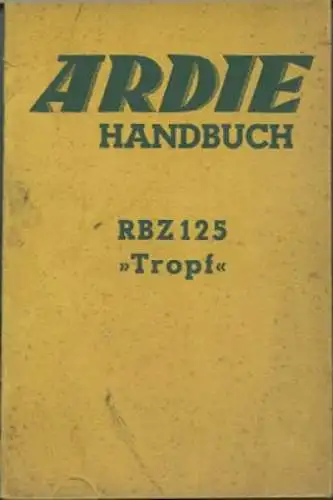 ARDIE
HANDBUCH
RBZ 125
»Tropf«